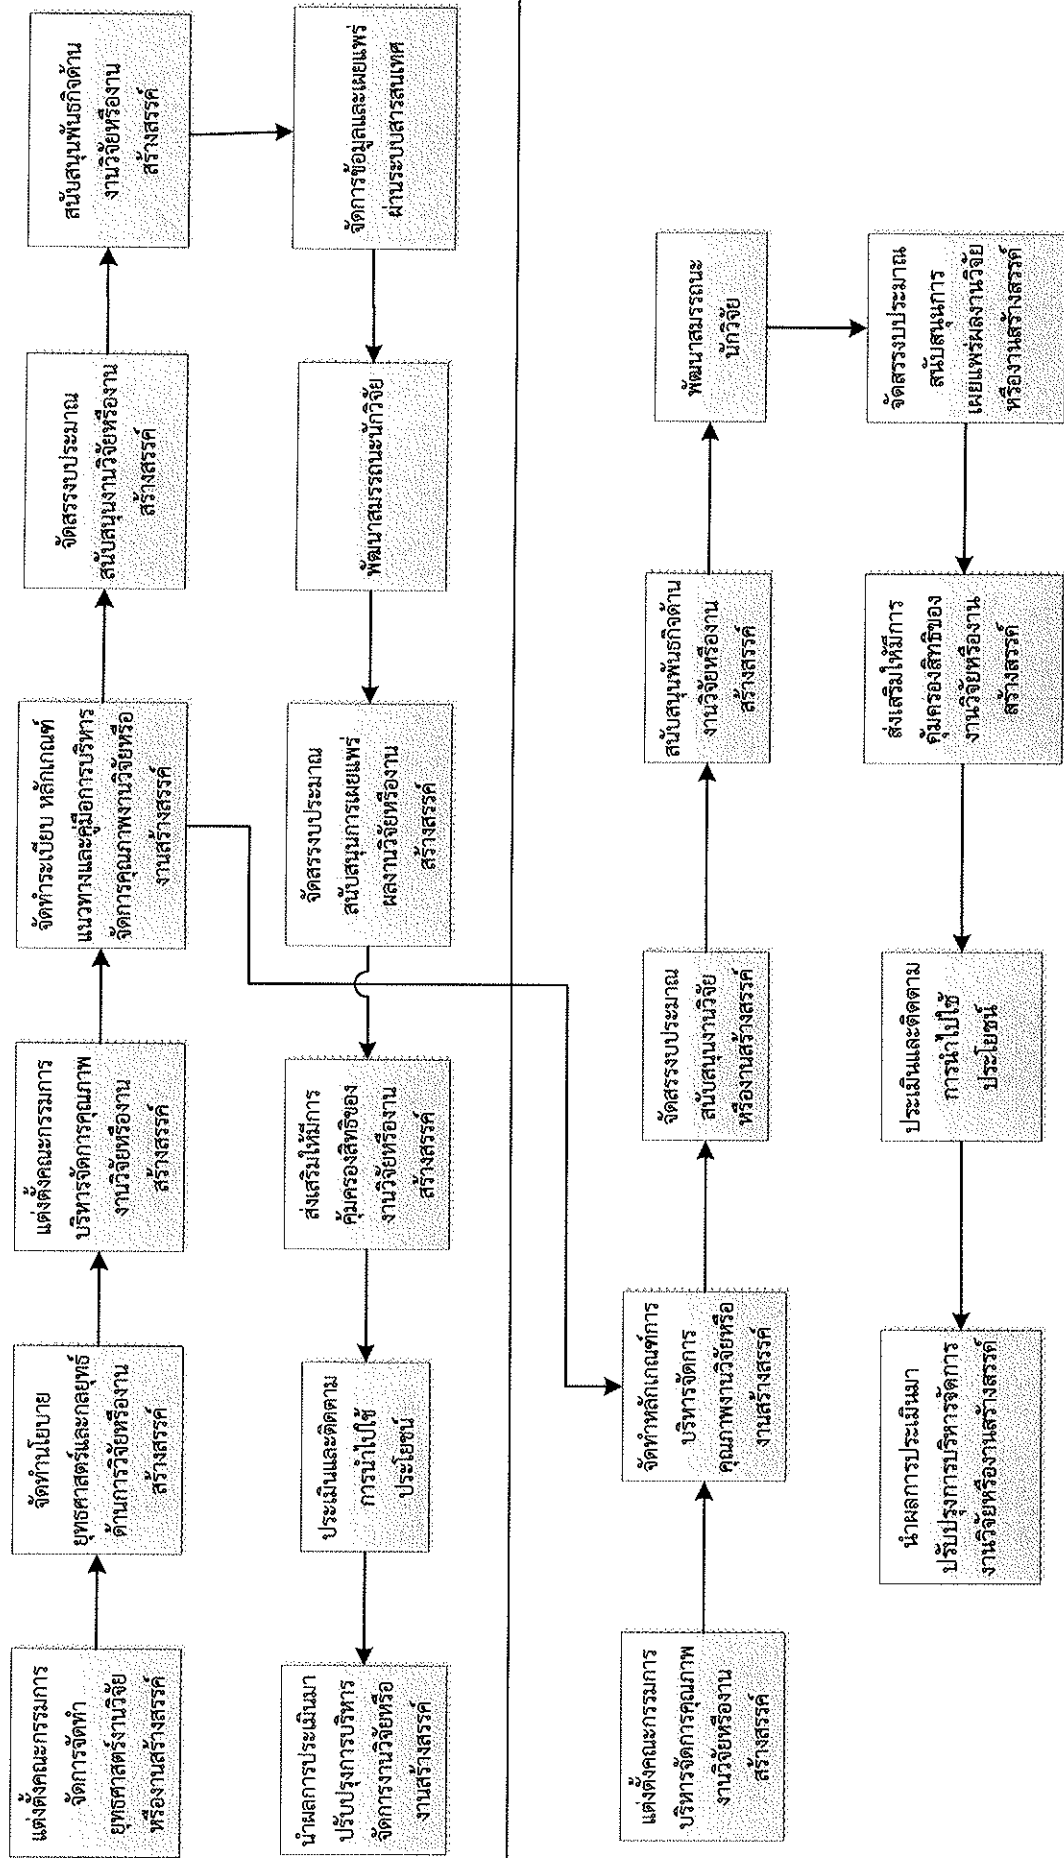 แต่งตั้งคณะกรรมการ
จัดการจัดทำ
ยุทธศาสตร์งานวิจัย
หรืองานสร้างสรรค์
จัดทำนโยบาย
ยุทธศาสตร์และกลยุทธ์
ด้านการวิจัยหรืองาน
สร้างสรรค์
แต่งตั้งคณะกรรมการ
บริหารจัดการคุณภาพ
งานวิจัยหรืองาน
สร้างสรรค์
จัดทำระเบียบ หลักเกณฑ์
แนวทางและคู่มือการบริหาร
จัดการคุณภาพงานวิจัยหรือ
งานสร้างสรรค์
จัดสรรงบประมาณ
สนับสนุนงานวิจัยหรืองาน
สร้างสรรค์
สนับสนุนพันธกิจด้าน
งานวิจัยหรืองาน
สร้างสรรค์
จัดการข้อมูลและเผยแพร่
ผ่านระบบสารสนเทศ
พัฒนาสมรรถนะนักวิจัย
จัดสรรงบประมาณ
สนับสนุนการเผยแพร่
ผลงานวิจัยหรืองาน
สร้างสรรค์
ส่งเสริมให้มีการ
คุ้มครองสิทธิของ
งานวิจัยหรืองาน
สร้างสรรค์
ประเมินและติดตาม
การนำไปใช้
ประโยชน์
นำผลการประเมินมา
ปรับปรุงการบริหาร
จัดการงานวิจัยหรือ
งานสร้างสรรค์
แต่งตั้งคณะกรรมการ
บริหารจัดการคุณภาพ
งานวิจัยหรืองาน
สร้างสรรค์
จัดทำหลักเกณฑ์การ
บริหารจัดการ
คุณภาพงานวิจัยหรือ
งานสร้างสรรค์
จัดสรรงบประมาณ
สนับสนุนงานวิจัย
หรืองานสร้างสรรค์
สนับสนุนพันธกิจด้าน
งานวิจัยหรืองาน
สร้างสรรค์
พัฒนาสมรรถนะ
นักวิจัย
จัดสรรงบประมาณ
สนับสนุนการ
เผยแพร่ผลงานวิจัย
หรืองานสร้างสรรค์
ส่งเสริมให้มีการ
คุ้มครองสิทธิของ
งานวิจัยหรืองาน
สร้างสรรค์
ประเมินและติดตาม
การนำไปใช้
ประโยชน์
นำผลการประเมินมา
ปรับปรุงการบริหารจัดการ
งานวิจัยหรืองานสร้างสรรค์